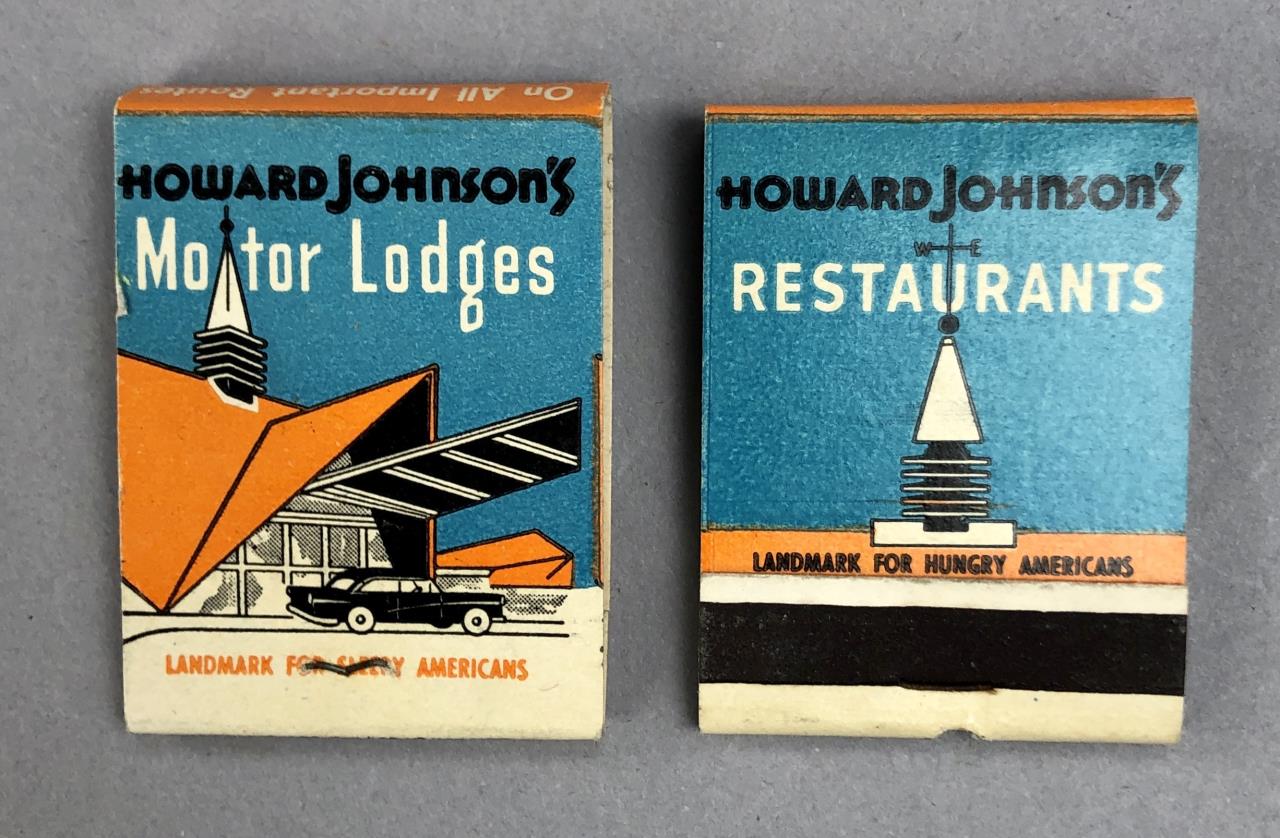 On All Important Routes
HOWARD JOHNSON'S
Motor Lodges
LANDMARK FOR SLEEPY AMERICANS
HOWARD JOHNSON'S
W E
RESTAURANTS
LANDMARK FOR HUNGRY AMERICANS